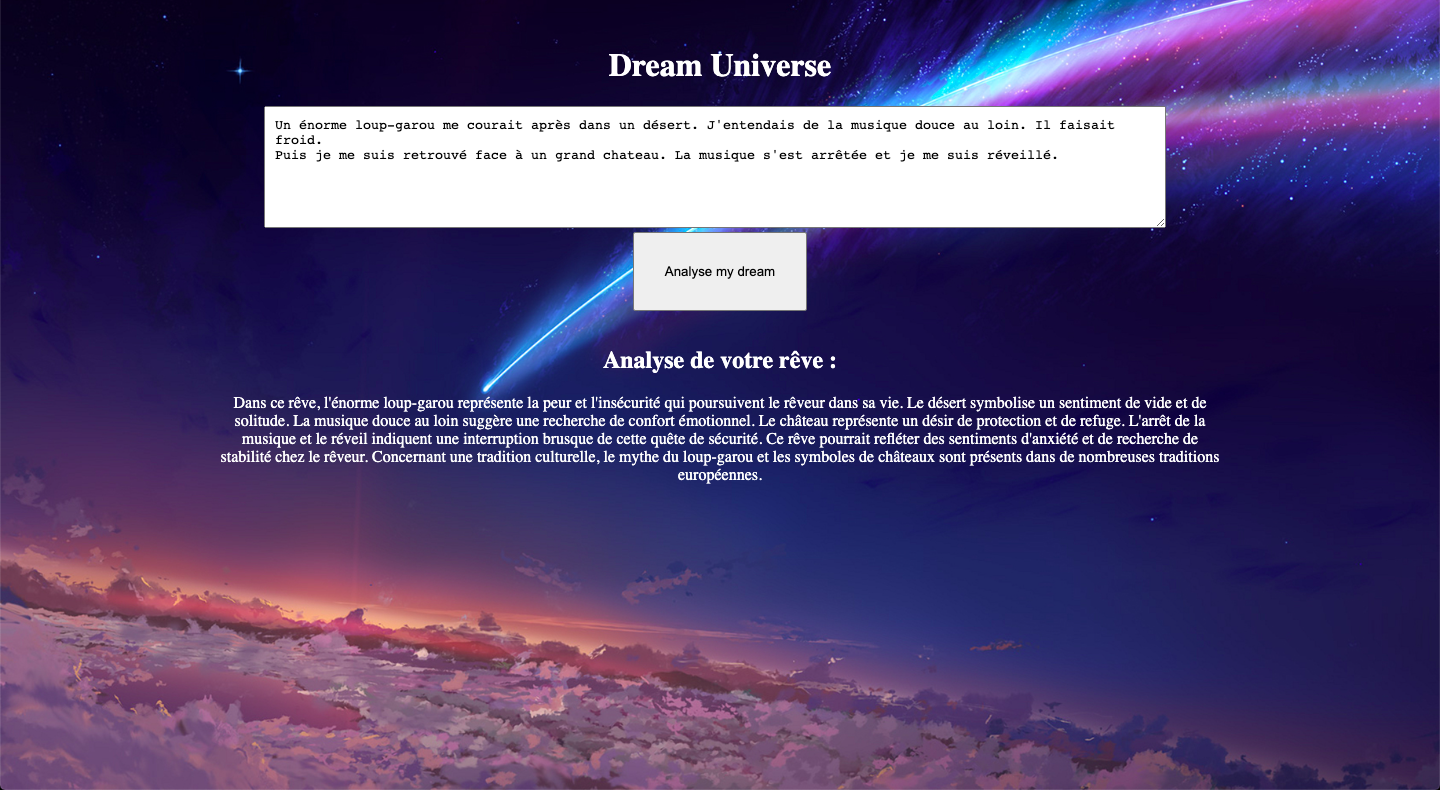 Dream Universe
Un énorme loup-garou me courait après dans un désert. J'entendais de la musique douce au loin. Il faisait
froid.
Puis je me suis retrouvé face à un grand chateau. La musique s'est arrêtée et je me suis réveillé.
Analyse my dream
Analyse de votre rêve :
Dans ce rêve, l'énorme loup-garou représente la peur et l'insécurité qui poursuivent le rêveur dans sa vie. Le désert symbolise un sentiment de vide et de
solitude. La musique douce au loin suggère une recherche de confort émotionnel. Le château représente un désir de protection et de refuge. L'arrêt de la
musique et le réveil indiquent une interruption brusque de cette quête de sécurité. Ce rêve pourrait refléter des sentiments d'anxiété et de recherche de
stabilité chez le rêveur. Concernant une tradition culturelle, le mythe du loup-garou et les symboles de châteaux sont présents dans de nombreuses traditions
européennes.